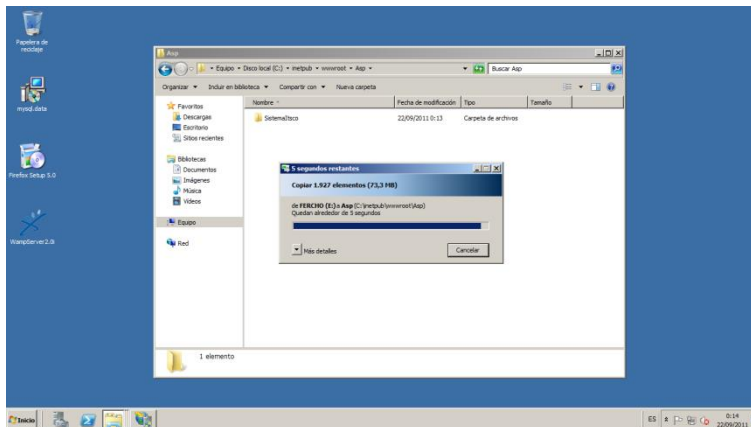 Papelera de
reciclaje
mysql.data
Firefox Setup 5.0
WampServer2.0i
Asp
Equipo
Disco local (C:)
inetpub
wwwroot
Asp
Buscar Asp
Organizar
Incluir en biblioteca
Compartir con
Nueva carpeta
Favoritos
Descargas
Escritorio
Sitios recientes
Bibliotecas
Documentos
Imágenes
Música
Vídeos
Equipo
Red
Nombre
Fecha de modificación
Tipo
Tamaño
SistemaItsco
22/09/2011 0:13
Carpeta de archivos
5 segundos restantes
Copiar 1.927 elementos (73,3 MB)
de FERCHO (E:) a Asp (C:\inetpub\wwwroot\Asp)
Quedan alrededor de 5 segundos
Más detalles
Cancelar
1 elemento
Inicio
ES
0:14
22/09/2011